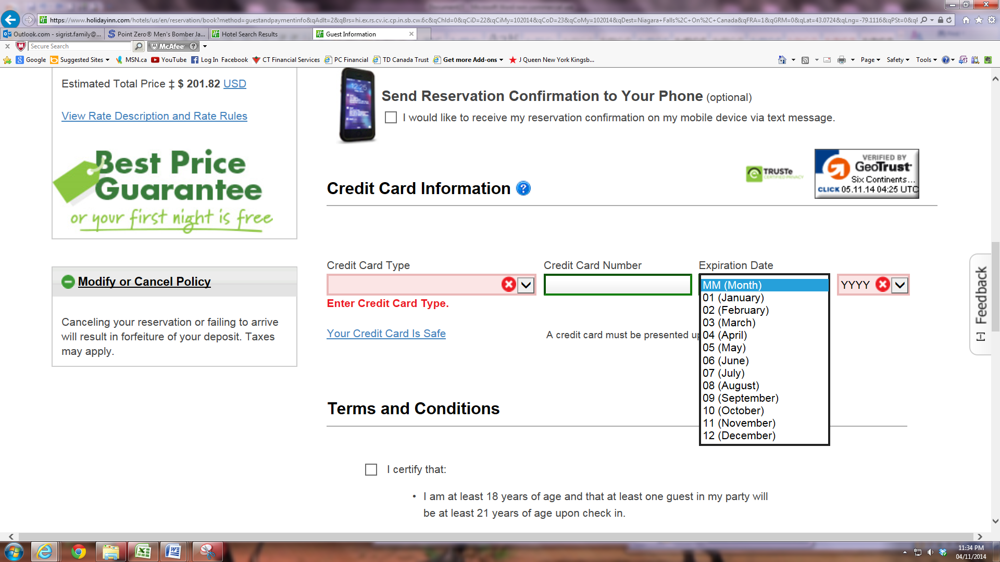 https://www.holidayinn.com/hotels/us/en/reservation/book?method=guestandpaymentinfo&qAdlt=2&qBrs=hi.ex.rs.cv.ic.cp.in.sb.cw.6c&qChld=0&qCiD=22&qCiMy=102014&qCoD=23&qCoMy=102014&qDest=Niagara+Falls%2C+On%2C+Canada&qFRA=1&qGRM=0&qLat=43.0724&qLng=-79.1116&qPSt=0&q
Outlook.com - sigrist.family@... Point Zero® Men's Bomber Ja... Hotel Search Results Guest Information
Secure Search McAfee
Google Suggested Sites MSN.ca YouTube Log In Facebook CT Financial Services PC Financial TD Canada Trust Get more Add-ons J Queen New York Kingsb...
Page Safety Tools
Estimated Total Price ‡ $ 201.82 USD
View Rate Description and Rate Rules
Best Price
Guarantee
or your first night is free
Modify or Cancel Policy
Canceling your reservation or failing to arrive
will result in forfeiture of your deposit. Taxes
may apply.
Send Reservation Confirmation to Your Phone (optional)
I would like to receive my reservation confirmation on my mobile device via text message.
12:25
Credit Card Information ?
TRUSTe
CERTIFIED PRIVACY
VERIFIED BY
GeoTrust
Six Continents...
CLICK 05.11.14 04:25 UTC
Credit Card Type
Credit Card Number
Expiration Date
YYYY
Enter Credit Card Type.
Your Credit Card Is Safe
A credit card must be presented u
MM (Month)
01 (January)
02 (February)
03 (March)
04 (April)
05 (May)
06 (June)
07 (July)
08 (August)
09 (September)
10 (October)
11 (November)
12 (December)
Terms and Conditions
I certify that:
• I am at least 18 years of age and that at least one guest in my party will
be at least 21 years of age upon check in.
[-] Feedback
11:34 PM
04/11/2014